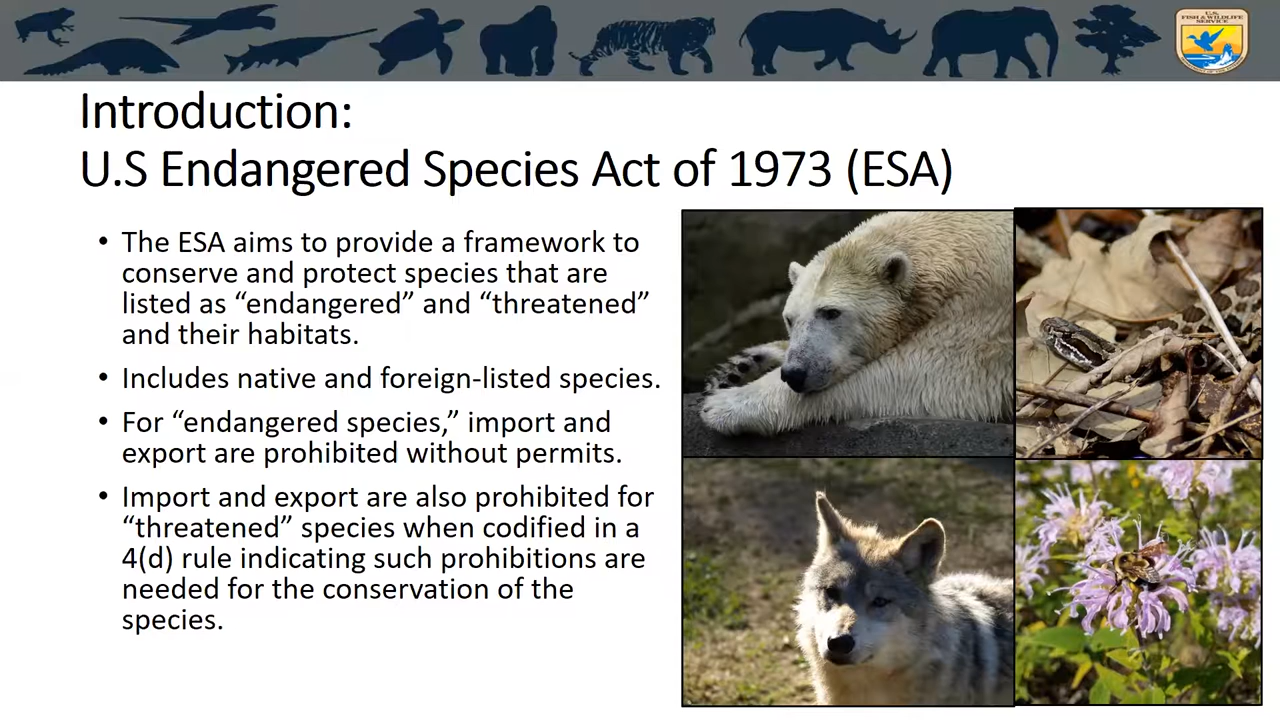 U.S.
FISH & WILDLIFE
SERVICE
Introduction:
U.S Endangered Species Act of 1973 (ESA)
• The ESA aims to provide a framework to
conserve and protect species that are
listed as “endangered” and “threatened”
and their habitats.
• Includes native and foreign-listed species.
• For “endangered species,” import and
export are prohibited without permits.
• Import and export are also prohibited for
“threatened” species when codified in a
4(d) rule indicating such prohibitions are
needed for the conservation of the
species.